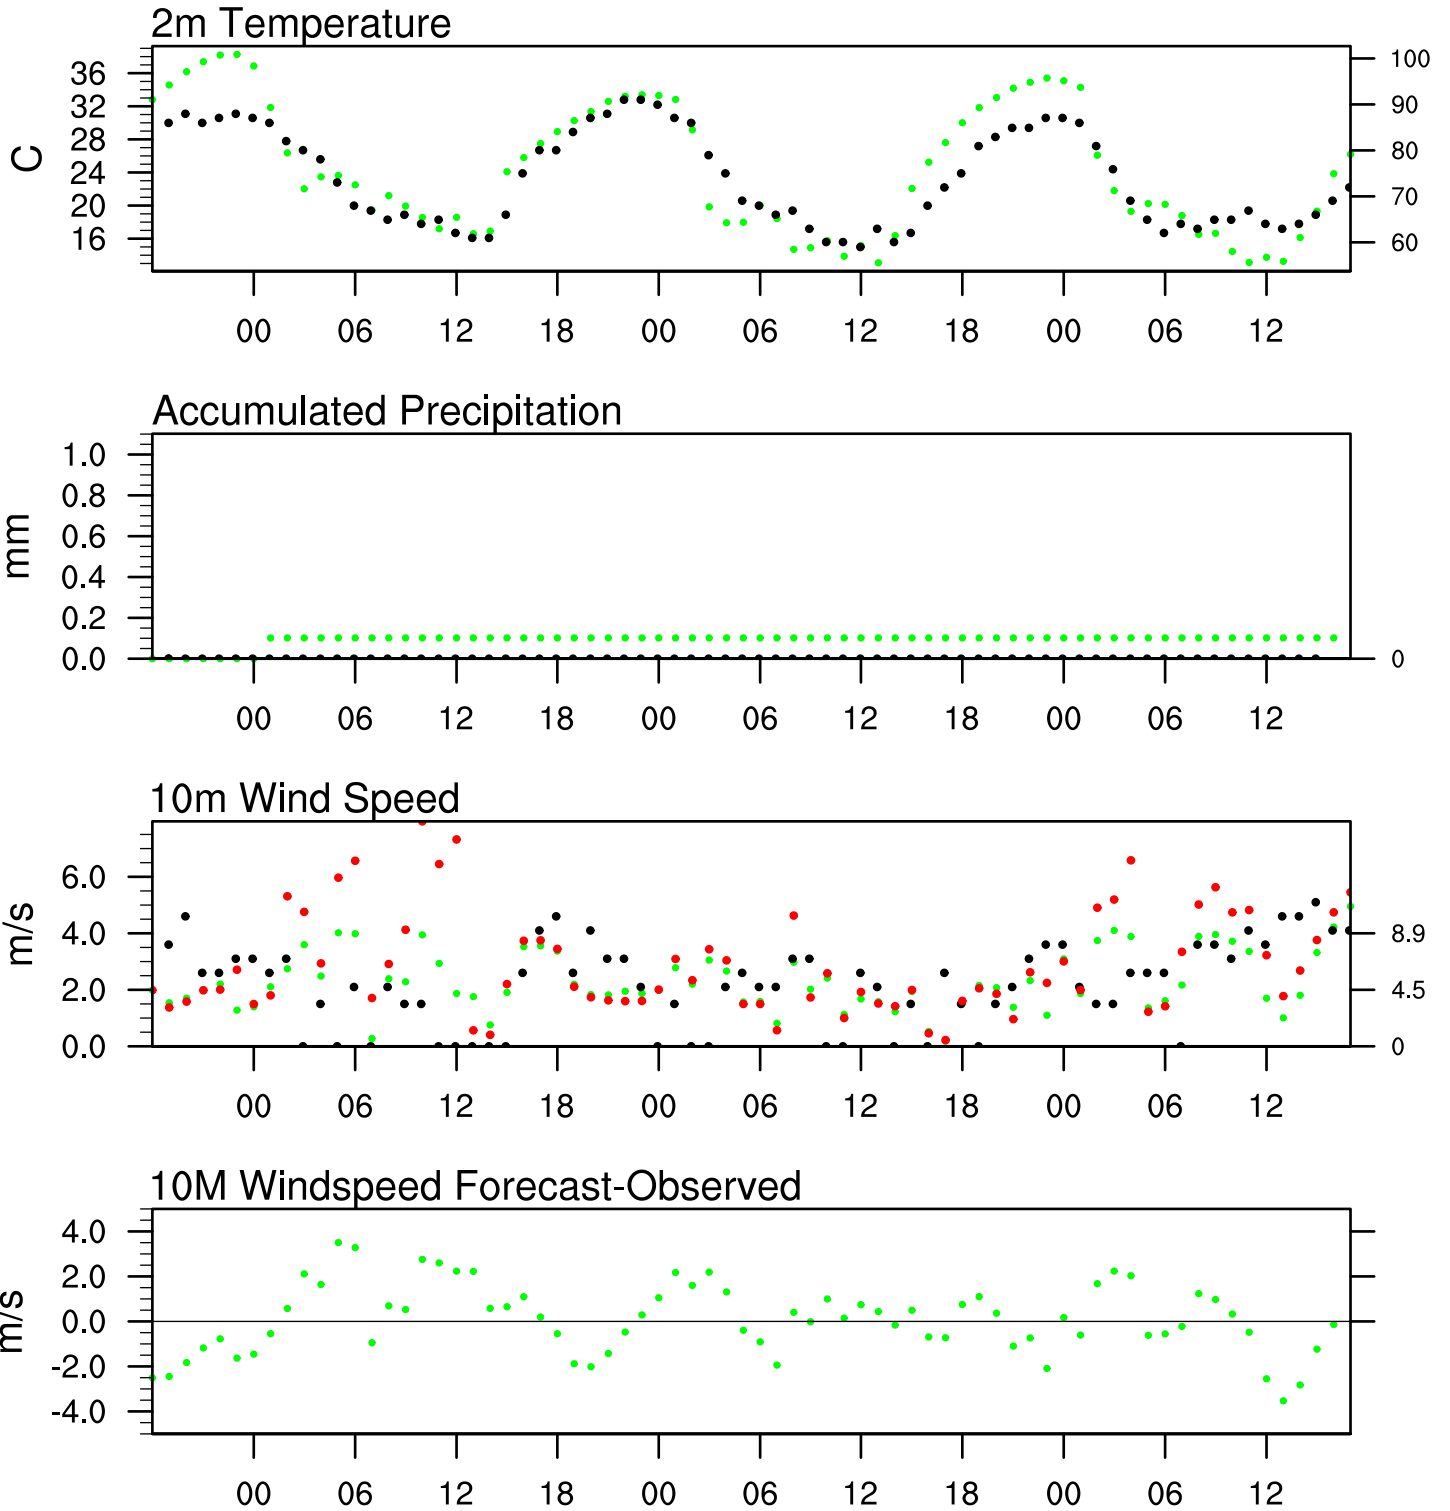 2m Temperature
36
32
28
24
20
16
C
100
90
80
70
60
00 06 12 18 00 06 12 18 00 06 12
Accumulated Precipitation
1.0
0.8
0.6
0.4
0.2
0.0
mm
0
00 06 12 18 00 06 12 18 00 06 12
10m Wind Speed
6.0
4.0
2.0
0.0
m/s
8.9
4.5
0
00 06 12 18 00 06 12 18 00 06 12
10M Windspeed Forecast-Observed
4.0
2.0
0.0
-2.0
-4.0
m/s
00 06 12 18 00 06 12 18 00 06 12